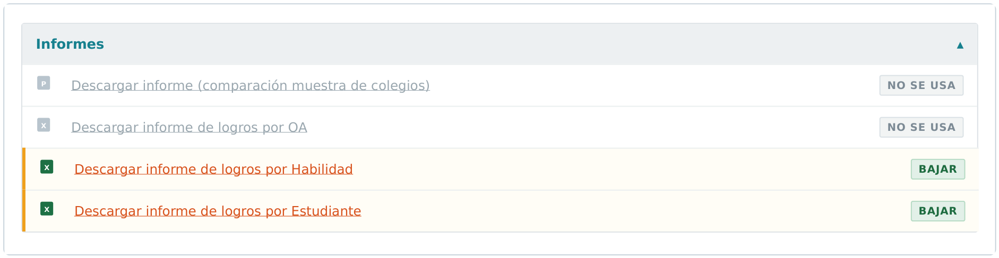 Informes ▲
P Descargar informe (comparación muestra de colegios) NO SE USA
X Descargar informe de logros por OA NO SE USA
X Descargar informe de logros por Habilidad BAJAR
X Descargar informe de logros por Estudiante BAJAR